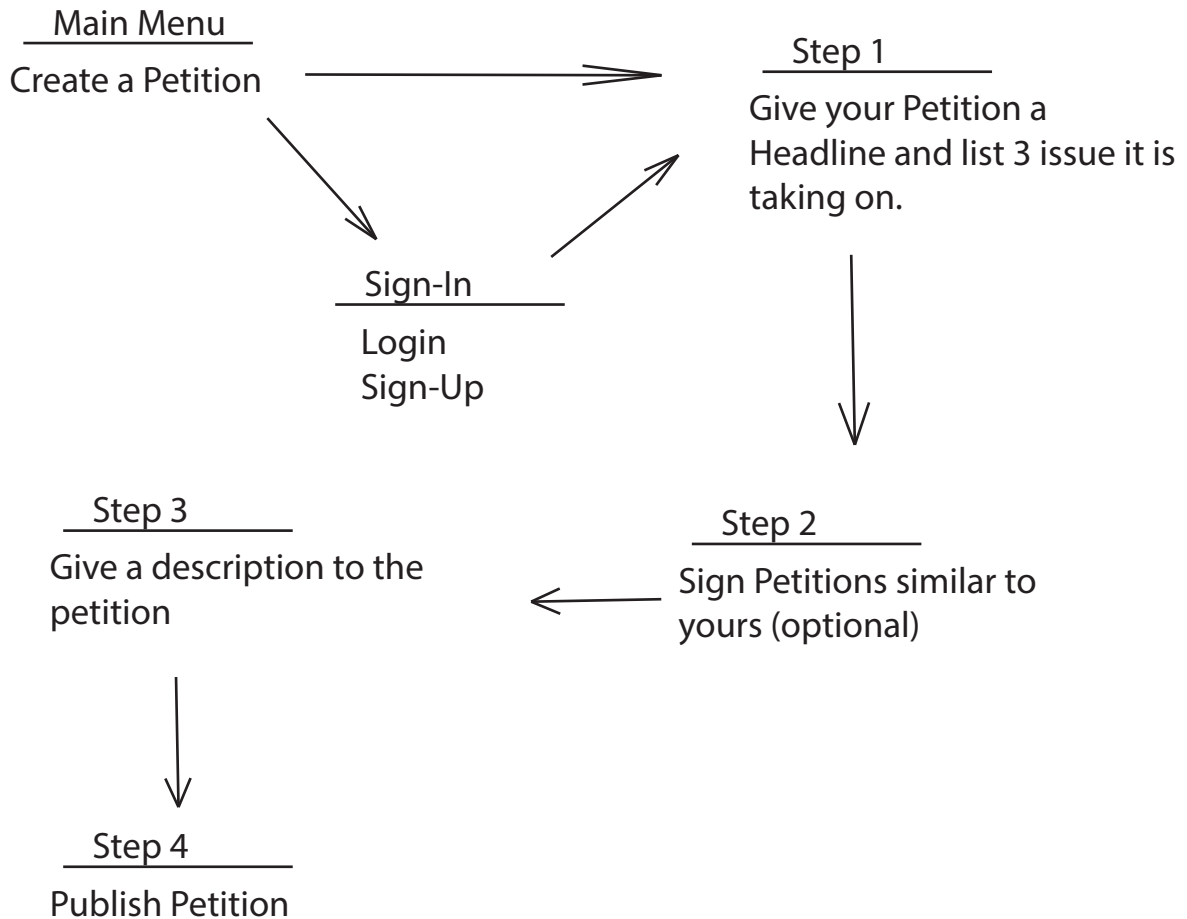 Main Menu
Create a Petition
Step 1
Give your Petition a
Headline and list 3 issue it is
taking on.
Sign-In
Login
Sign-Up
Step 2
Sign Petitions similar to
yours (optional)
Step 3
Give a description to the
petition
Step 4
Publish Petition